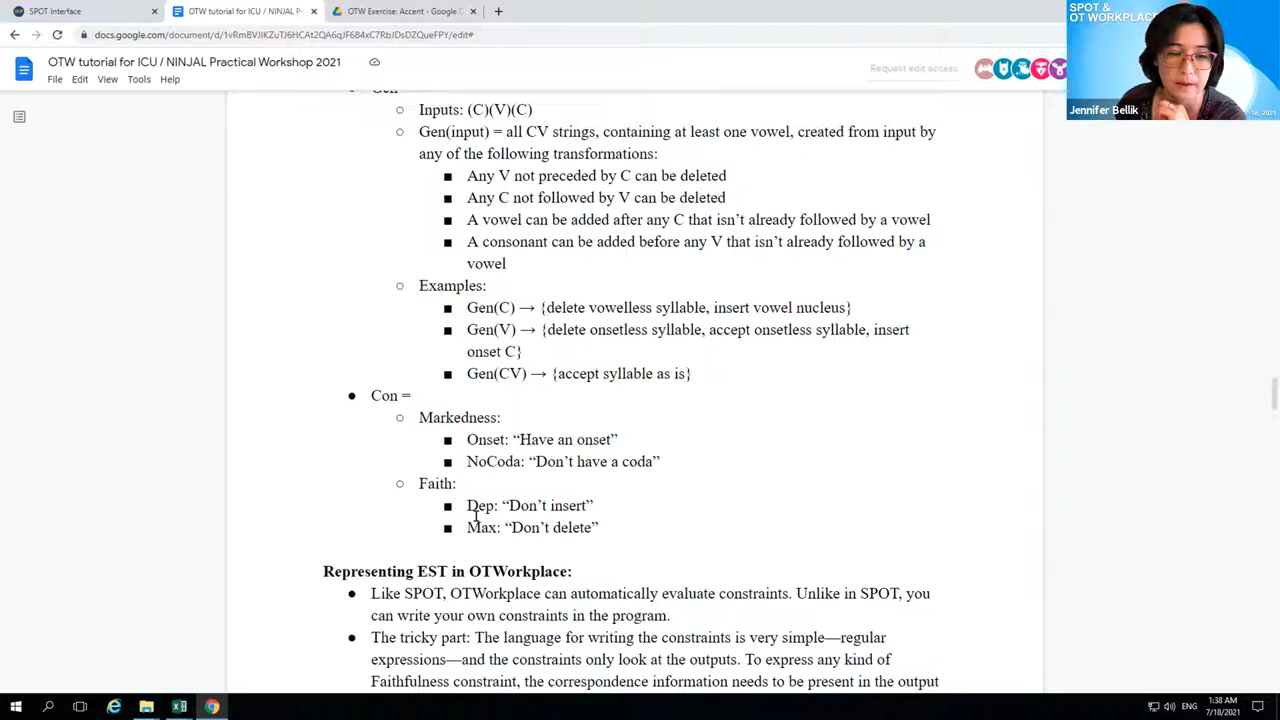 SPOT Interface
OTW tutorial for ICU / NINJAL Pr
OTW Exercise: Accent - Google D
docs.google.com/document/d/1vRmBVJIKZuTJ6HCAt2QA6qJF684xC7RbJDsDZQueFPY/edit#
OTW tutorial for ICU / NINJAL Practical Workshop 2021
File Edit View Tools Help
Request edit access
SPOT &
OT WORKPLACE
Jennifer Bellik
-18, 2021
Gen
Inputs: (C)(V)(C)
Gen(input) = all CV strings, containing at least one vowel, created from input by
any of the following transformations:
Any V not preceded by C can be deleted
Any C not followed by V can be deleted
A vowel can be added after any C that isn't already followed by a vowel
A consonant can be added before any V that isn't already followed by a
vowel
Examples:
Gen(C) → {delete vowelless syllable, insert vowel nucleus}
Gen(V) → {delete onsetless syllable, accept onsetless syllable, insert
onset C}
Gen(CV) → {accept syllable as is}
Con =
Markedness:
Onset: “Have an onset”
NoCoda: “Don’t have a coda”
Faith:
Dep: “Don’t insert”
Max: “Don’t delete”
Representing EST in OTWorkplace:
Like SPOT, OTWorkplace can automatically evaluate constraints. Unlike in SPOT, you
can write your own constraints in the program.
The tricky part: The language for writing the constraints is very simple—regular
expressions—and the constraints only look at the outputs. To express any kind of
Faithfulness constraint, the correspondence information needs to be present in the output
ENG
1:38 AM
7/18/2021